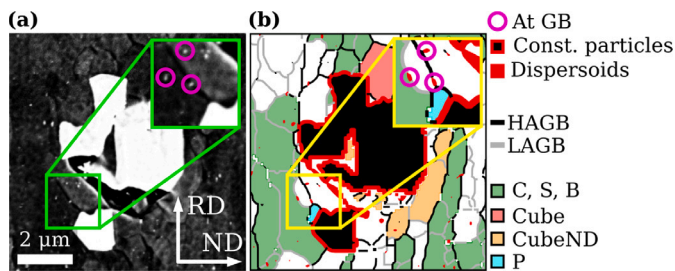 (a)
RD
ND
2 μm
(b)
At GB
Const. particles
Dispersoids
HAGB
LAGB
C, S, B
Cube
CubeND
P